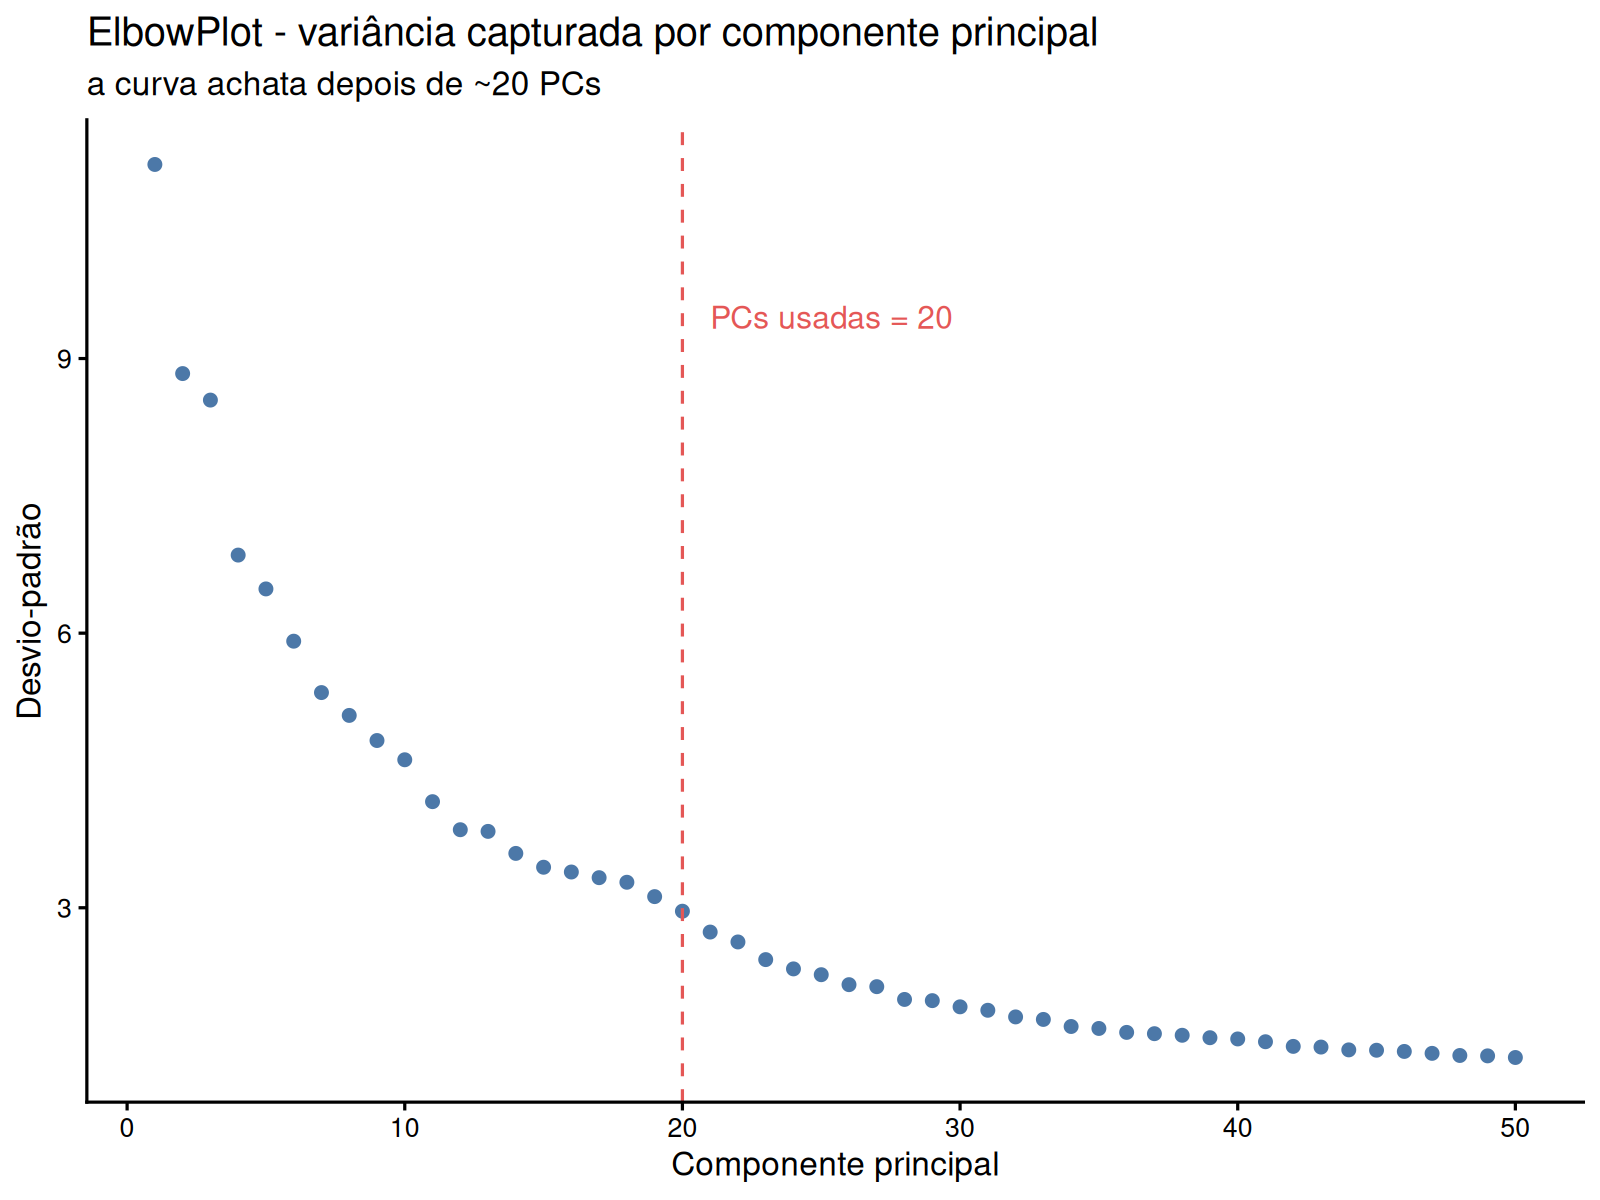 ElbowPlot - variância capturada por componente principal
a curva achata depois de ~20 PCs
PCs usadas = 20
Desvio-padrão
9
6
3
0 10 20 30 40 50
Componente principal